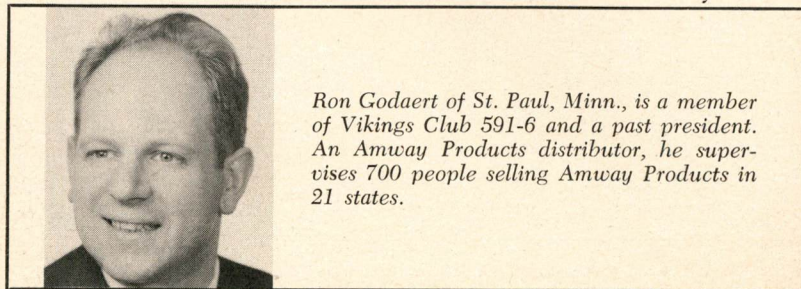 Ron Godaert of St. Paul, Minn., is a member
of Vikings Club 591-6 and a past president.
An Amway Products distributor, he super-
vises 700 people selling Amway Products in
21 states.